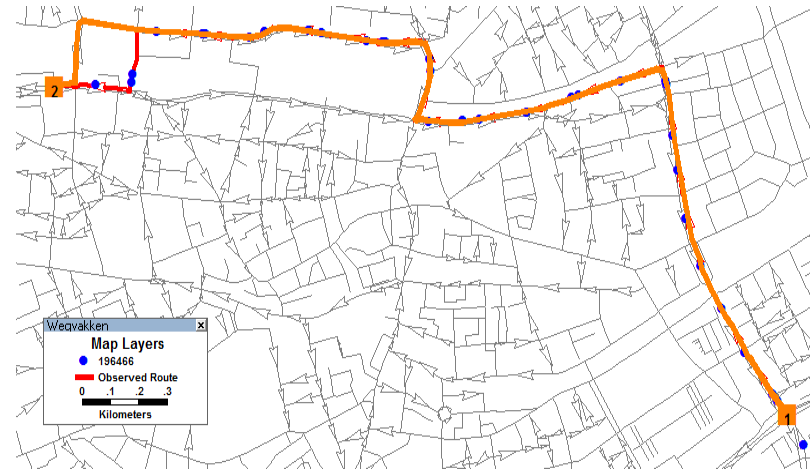 2
1
Wegvakken
Map Layers
196466
Observed Route
0 .1 .2 .3
Kilometers